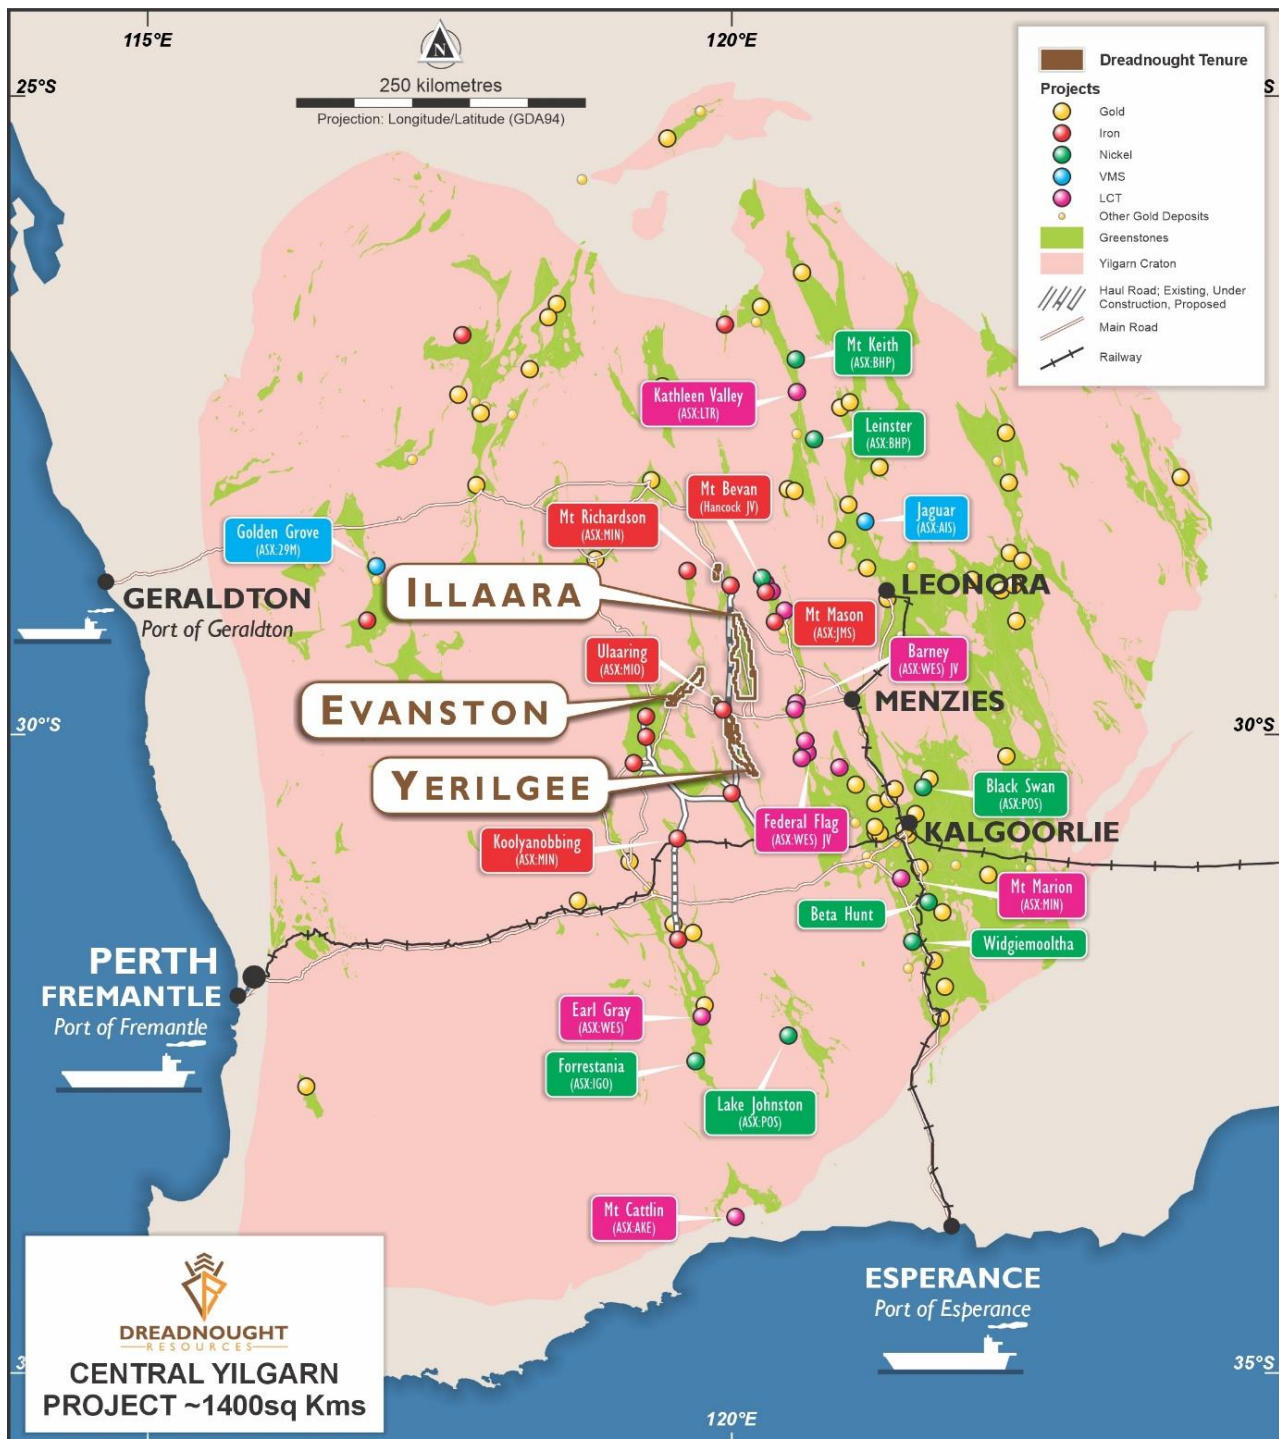 115°E
120°E
N
250 kilometres
Projection: Longitude/Latitude (GDA94)
25°S
S
Dreadnought Tenure
Projects
Gold
Iron
Nickel
VMS
LCT
Other Gold Deposits
Greenstones
Yilgarn Craton
Haul Road; Existing, Under
Construction, Proposed
Main Road
Railway
Mt Keith
(ASX:BHP)
Kathleen Valley
(ASX:LTR)
Leinster
(ASX:BHP)
Mt Bevan
(Hancock JV)
Mt Richardson
(ASX:MIN)
Jaguar
(ASX:AIS)
Golden Grove
(ASX:29M)
ILLAARA
LEONORA
GERALDTON
Port of Geraldton
Mt Mason
(ASX:JMS)
Ulaaring
(ASX:MIO)
Barney
(ASX:WES) JV
EVANSTON
MENZIES
30°'S
30°S
YERILGEE
Black Swan
(ASX:POS)
Federal Flag
(ASX:WES) JV
KALGOORLIE
Koolyanobbing
(ASX:MIN)
Mt Marion
(ASX:MIN)
Beta Hunt
Widgiemooltha
PERTH
FREMANTLE
Port of Fremantle
Earl Gray
(ASX:WES)
Forrestania
(ASX:IGO)
Lake Johnston
(ASX:POS)
Mt Cattlin
(ASX:AKE)
ESPERANCE
Port of Esperance
DREADNOUGHT
RESOURCES
CENTRAL YILGARN
PROJECT ~1400sq Kms
35°S
120°E